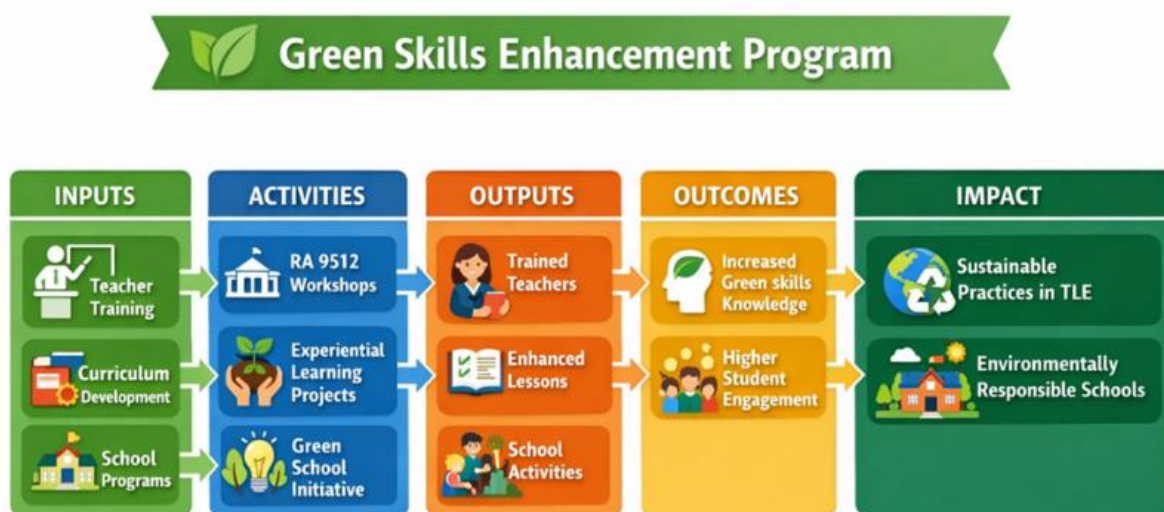 Green Skills Enhancement Program
INPUTS
Teacher
Training
Curriculum
Development
School
Programs
ACTIVITIES
RA 9512
Workshops
Experiential
Learning
Projects
Green
School
Initiative
OUTPUTS
Trained
Teachers
Enhanced
Lessons
School
Activities
OUTCOMES
Increased
Green skills
Knowledge
Higher
Student
Engagement
IMPACT
Sustainable
Practices in TLE
Environmentally
Responsible Schools